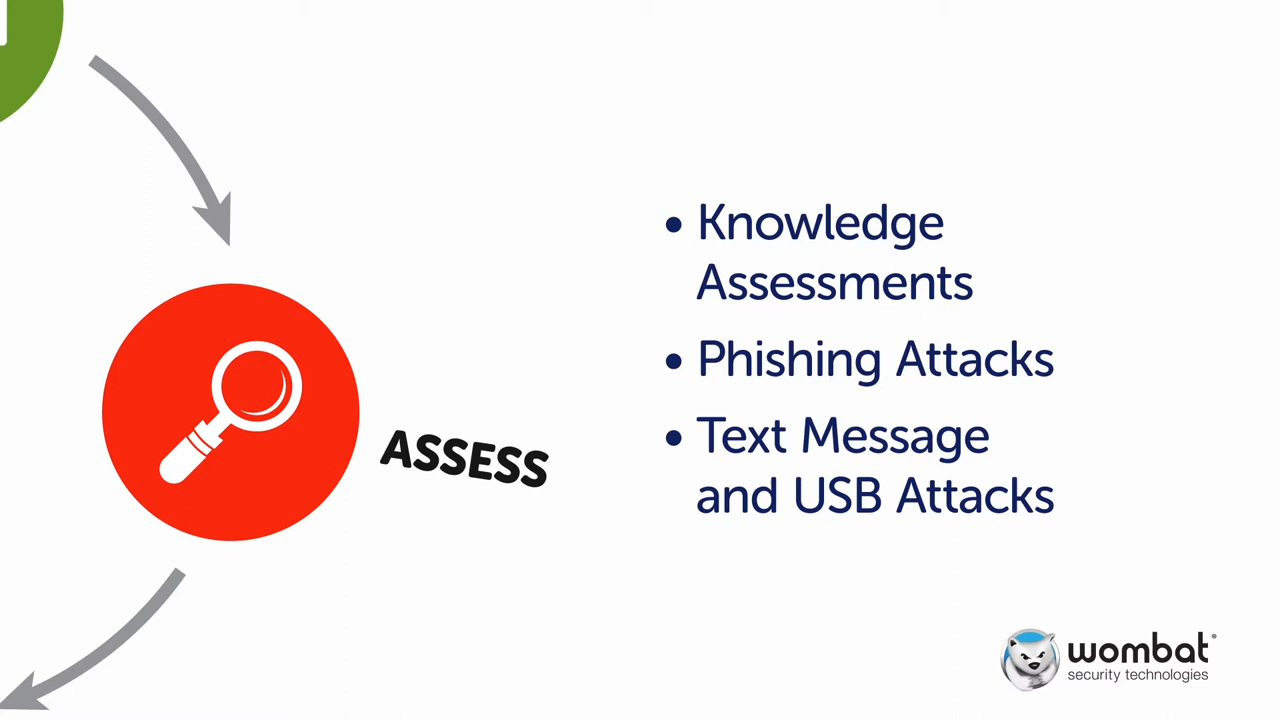 • Knowledge
Assessments
• Phishing Attacks
• Text Message
and USB Attacks
ASSESS
wombat®
security technologies